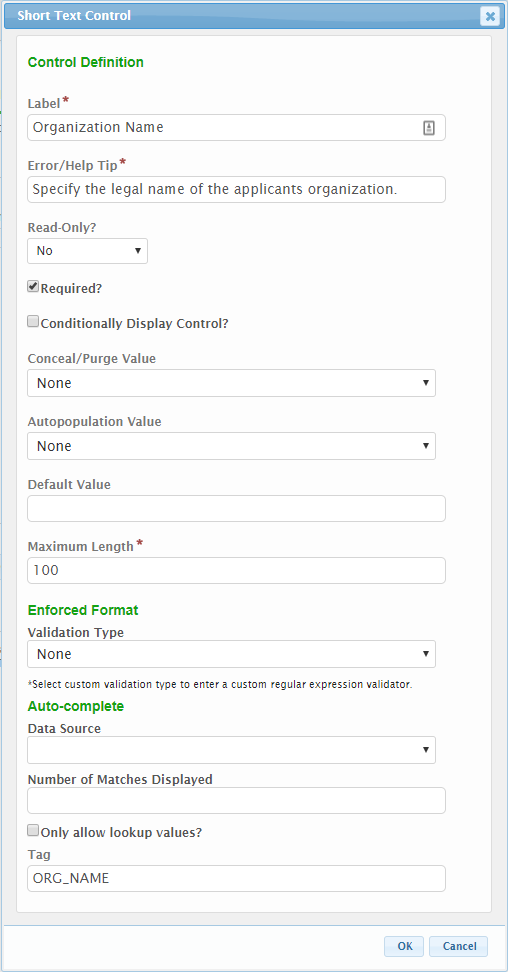 Short Text Control
Control Definition
Label*
Organization Name
Error/Help Tip*
Specify the legal name of the applicants organization.
Read-Only?
No
Required?
Conditionally Display Control?
Conceal/Purge Value
None
Autopopulation Value
None
Default Value
Maximum Length*
100
Enforced Format
Validation Type
None
*Select custom validation type to enter a custom regular expression validator.
Auto-complete
Data Source
Number of Matches Displayed
Only allow lookup values?
Tag
ORG_NAME
OK Cancel